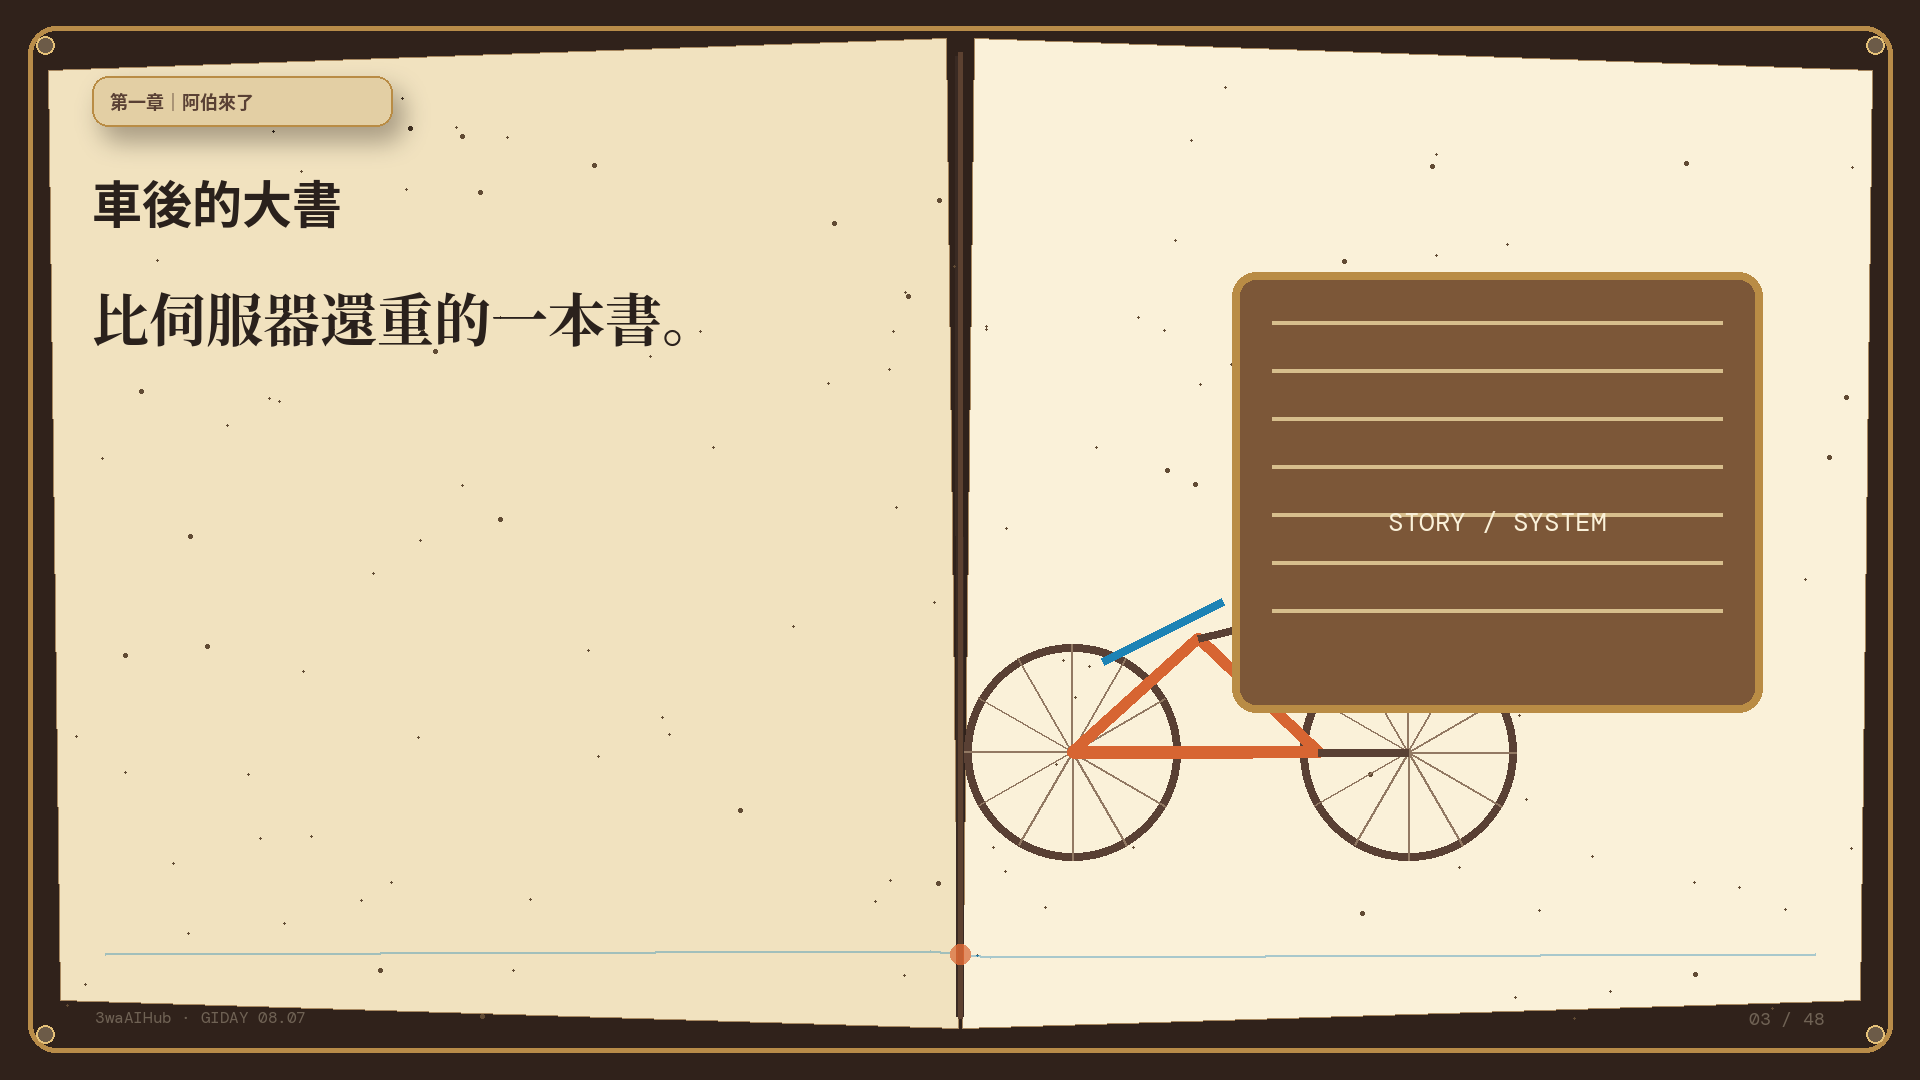 第一章｜阿伯來了
車後的大書
比伺服器還重的一本書。
STORY / SYSTEM
3waAIHub · GIDAY 08.07
03 / 48